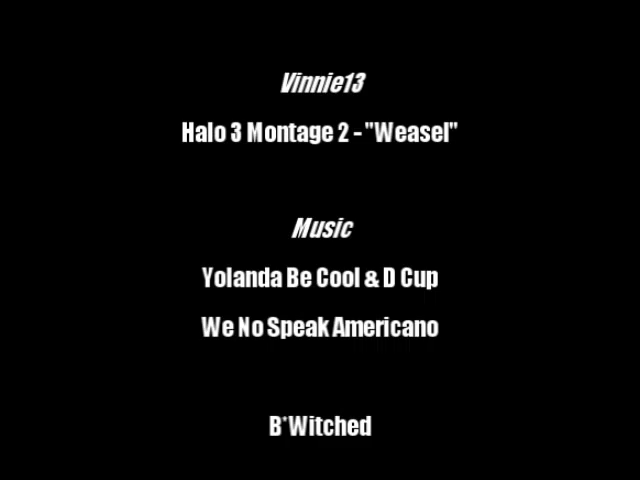 Vinnie13
Halo 3 Montage 2 - "Weasel"
Music
Yolanda Be Cool & D Cup
We No Speak Americano
B*Witched